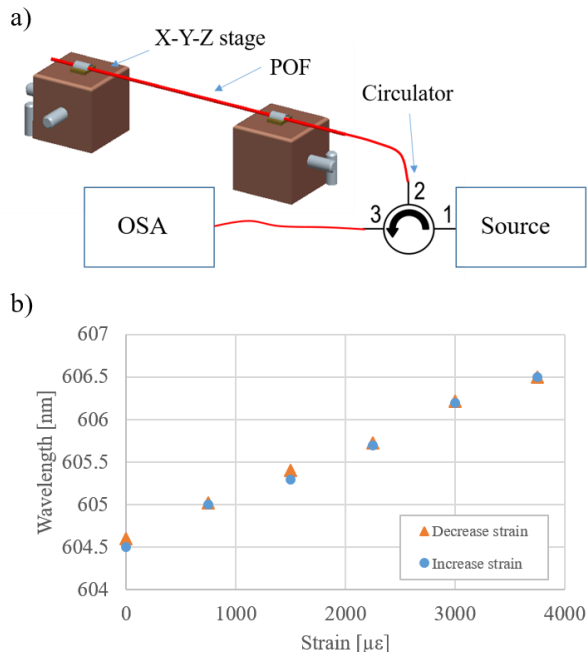 a)
X-Y-Z stage
POF
Circulator
2
3
1
OSA
Source
b)
607
606.5
606
605.5
605
604.5
604
Wavelength [nm]
Decrease strain
Increase strain
0
1000
2000
3000
4000
Strain [µε]